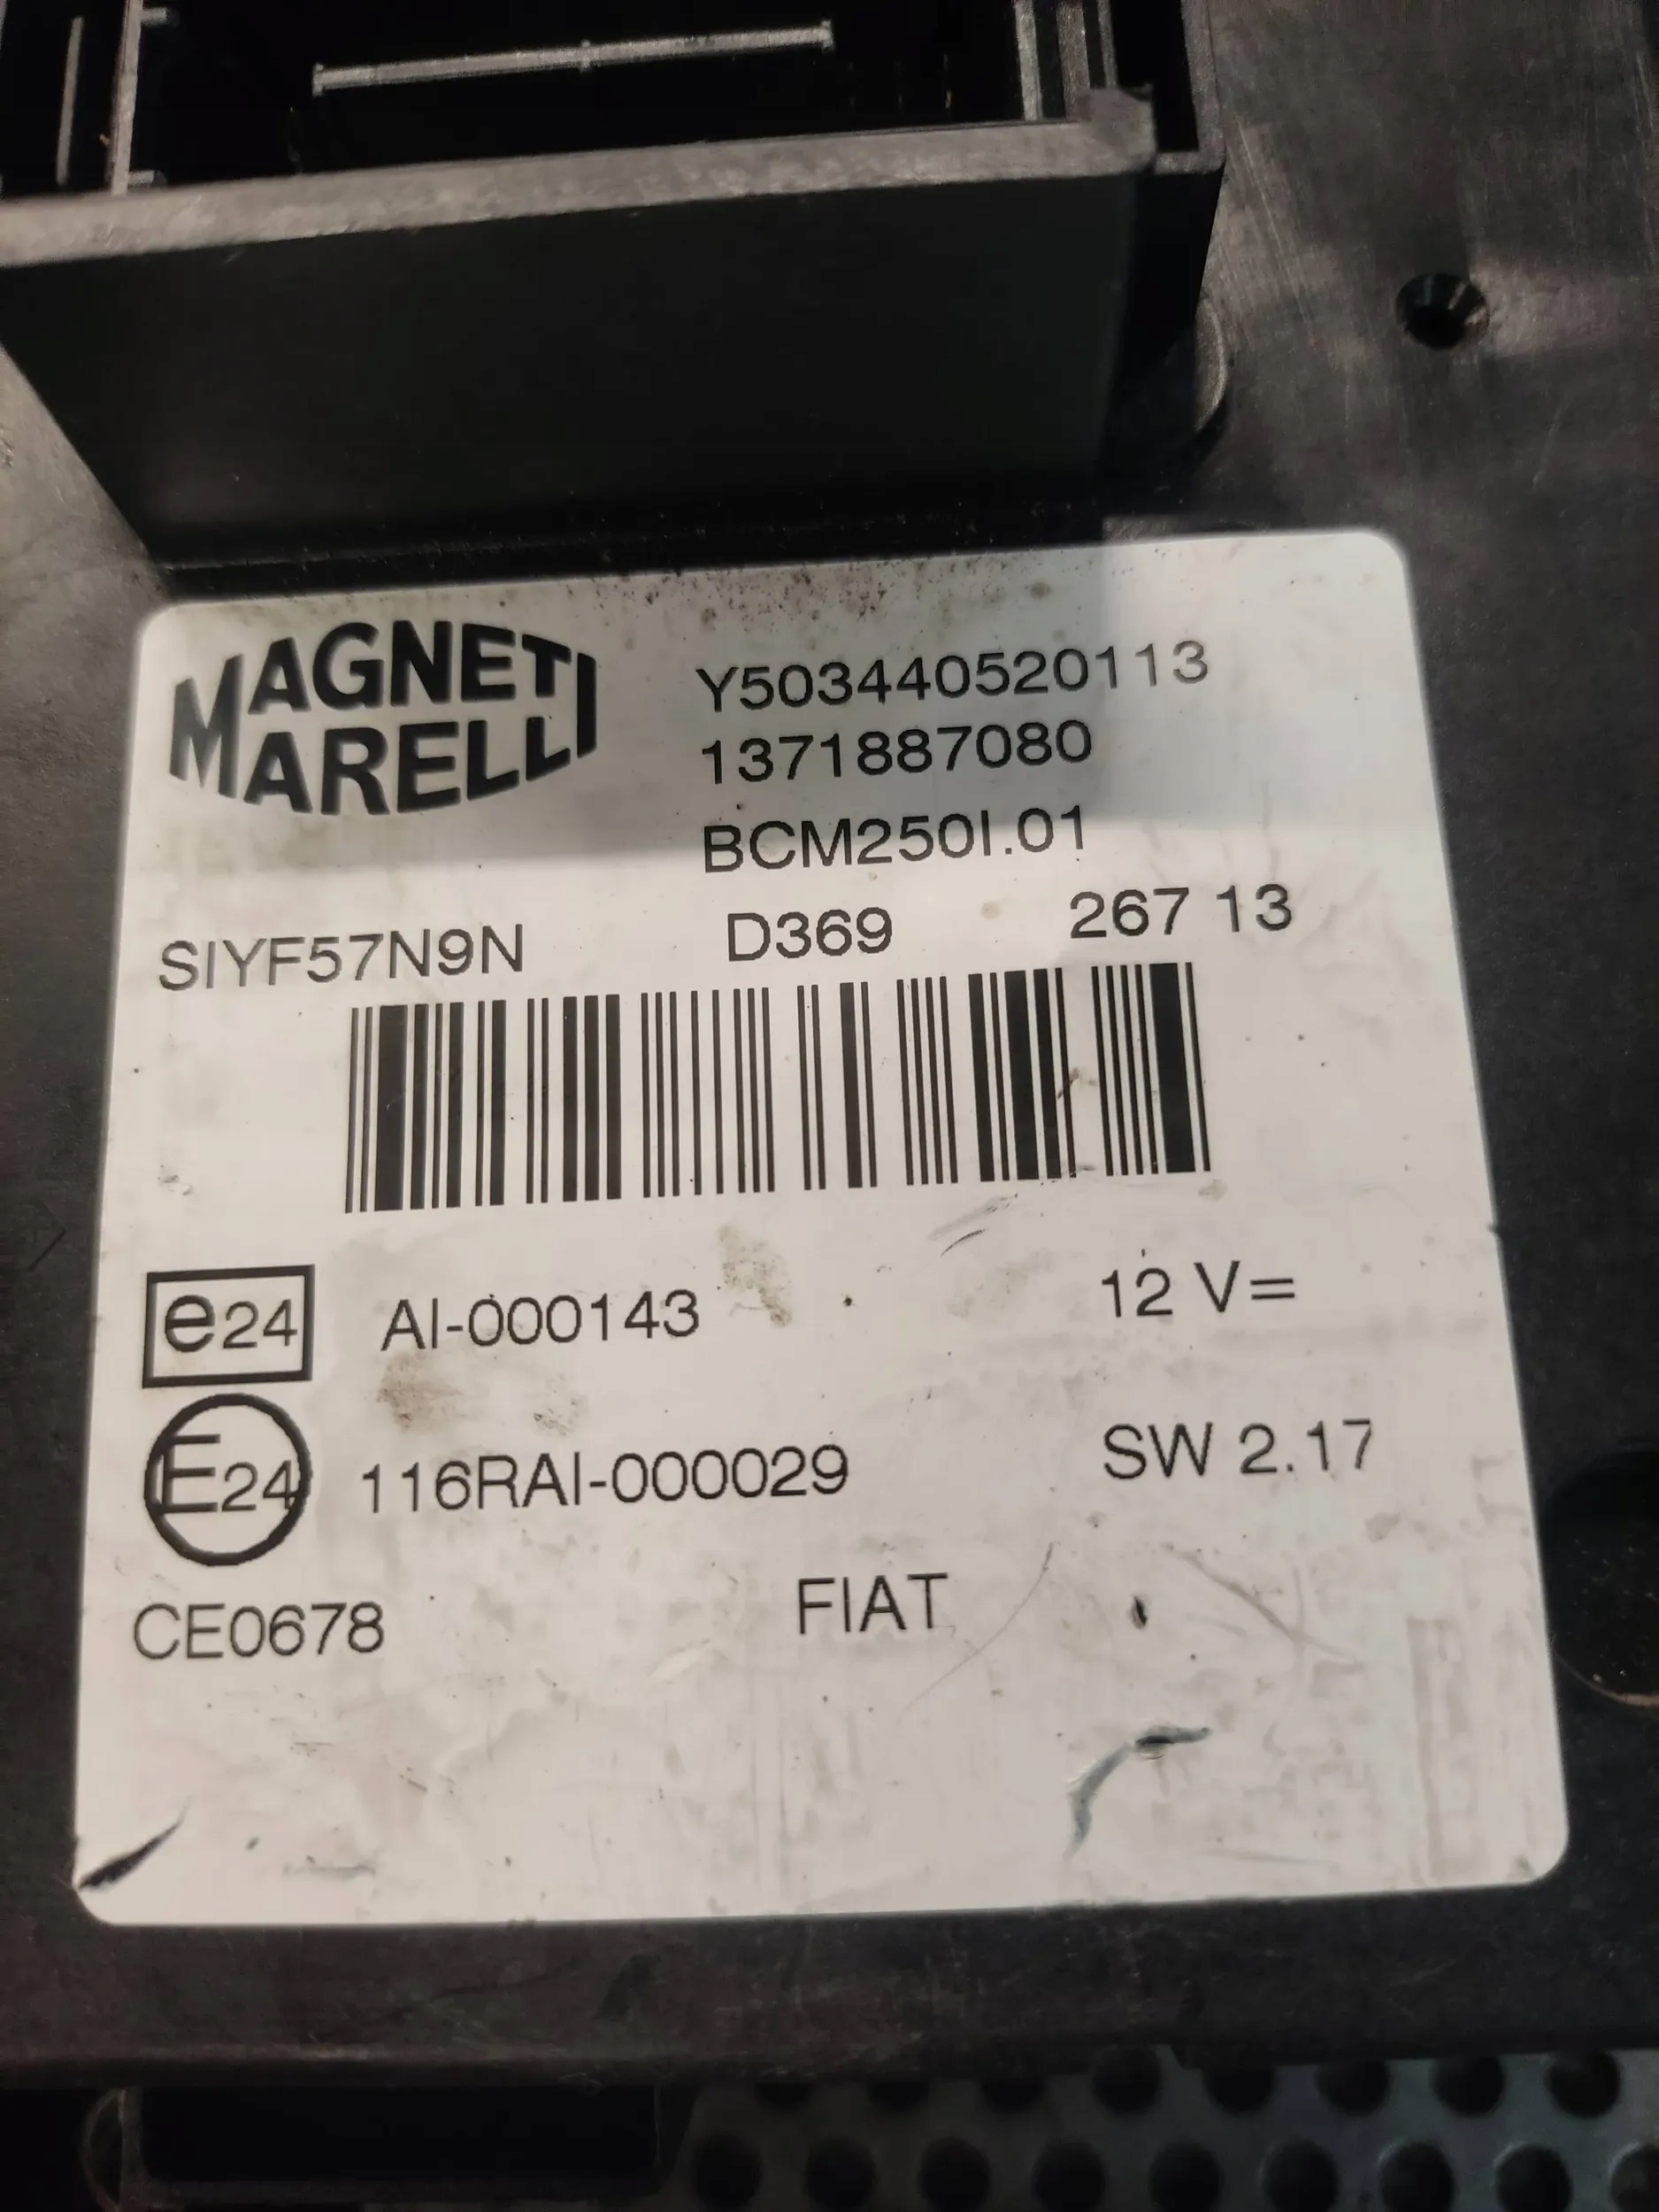 MAGNETI
MARELLI
Y503440520113
1371887080
BCM250I.01
SIYF57N9N D369 267 13
e24 AI-000143 12 V=
E24 116RAI-000029 SW 2.17
CE0678 FIAT